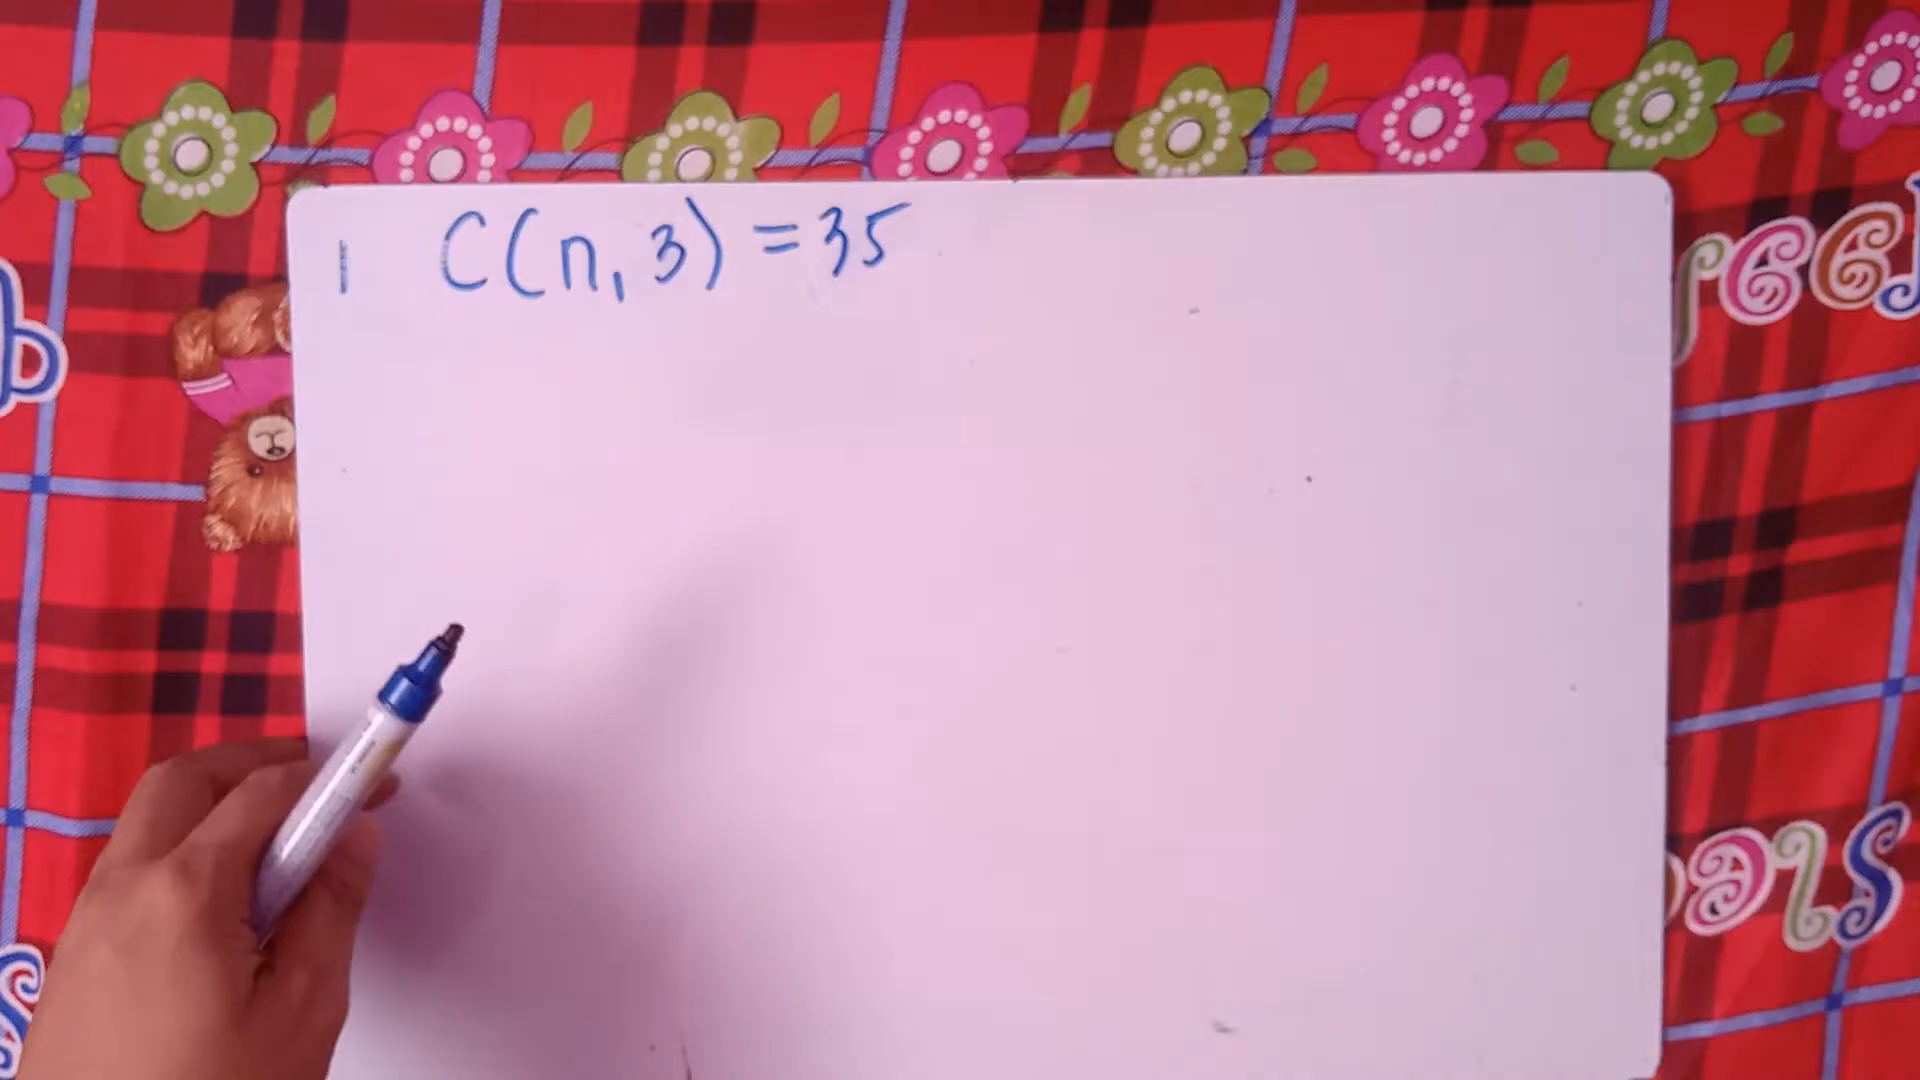 1 C(n, 3) = 35